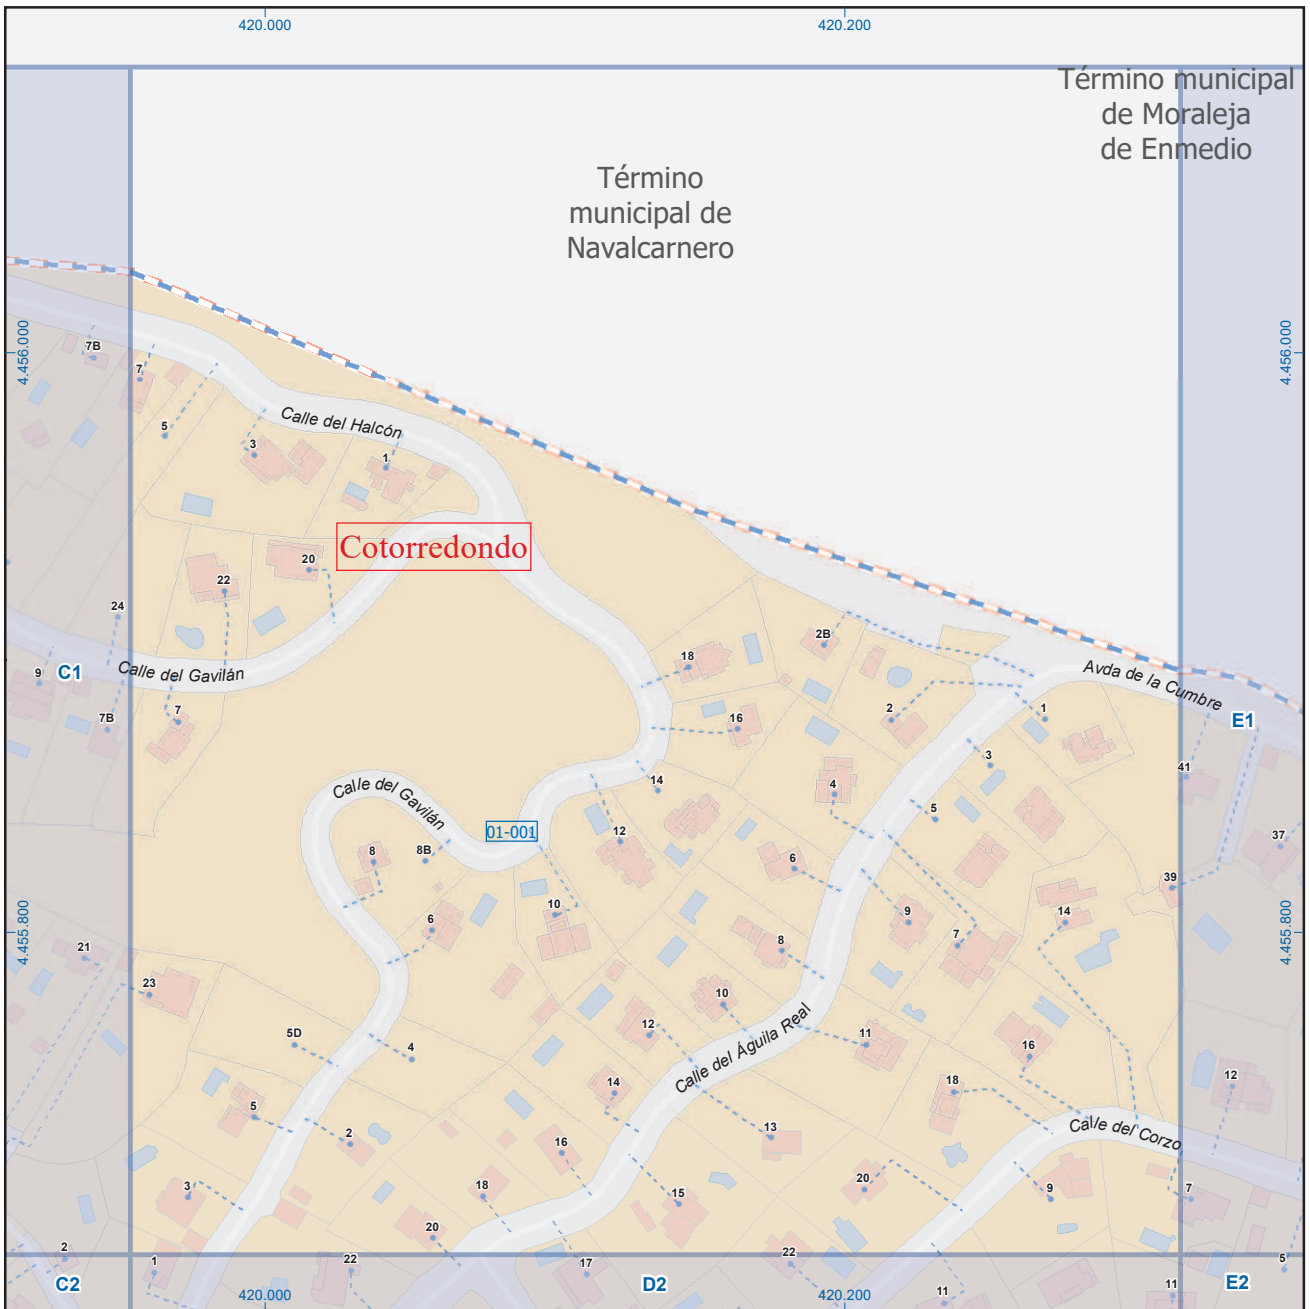 420.000
420.200
Término municipal
de Moraleja
de Enmedio
Término
municipal de
Navalcarnero
4.456.000
4.456.000
7B
7
5
3
Calle del Halcón
1
Cotorredondo
20
22
24
9
C1
Calle del Gavilán
7B
7
18
2B
16
2
Avda de la Cumbre
1
E1
3
41
14
4
5
Calle del Gavilán
01-001
12
37
8
8B
6
39
10
6
9
14
7
4.455.800
4.455.800
21
8
23
10
5D
4
12
11
16
Calle del Águila Real
14
18
12
5
2
13
Calle del Corzo
16
3
18
15
20
9
7
20
2
1
22
17
22
11
11
5
C2
D2
E2
420.000
420.200